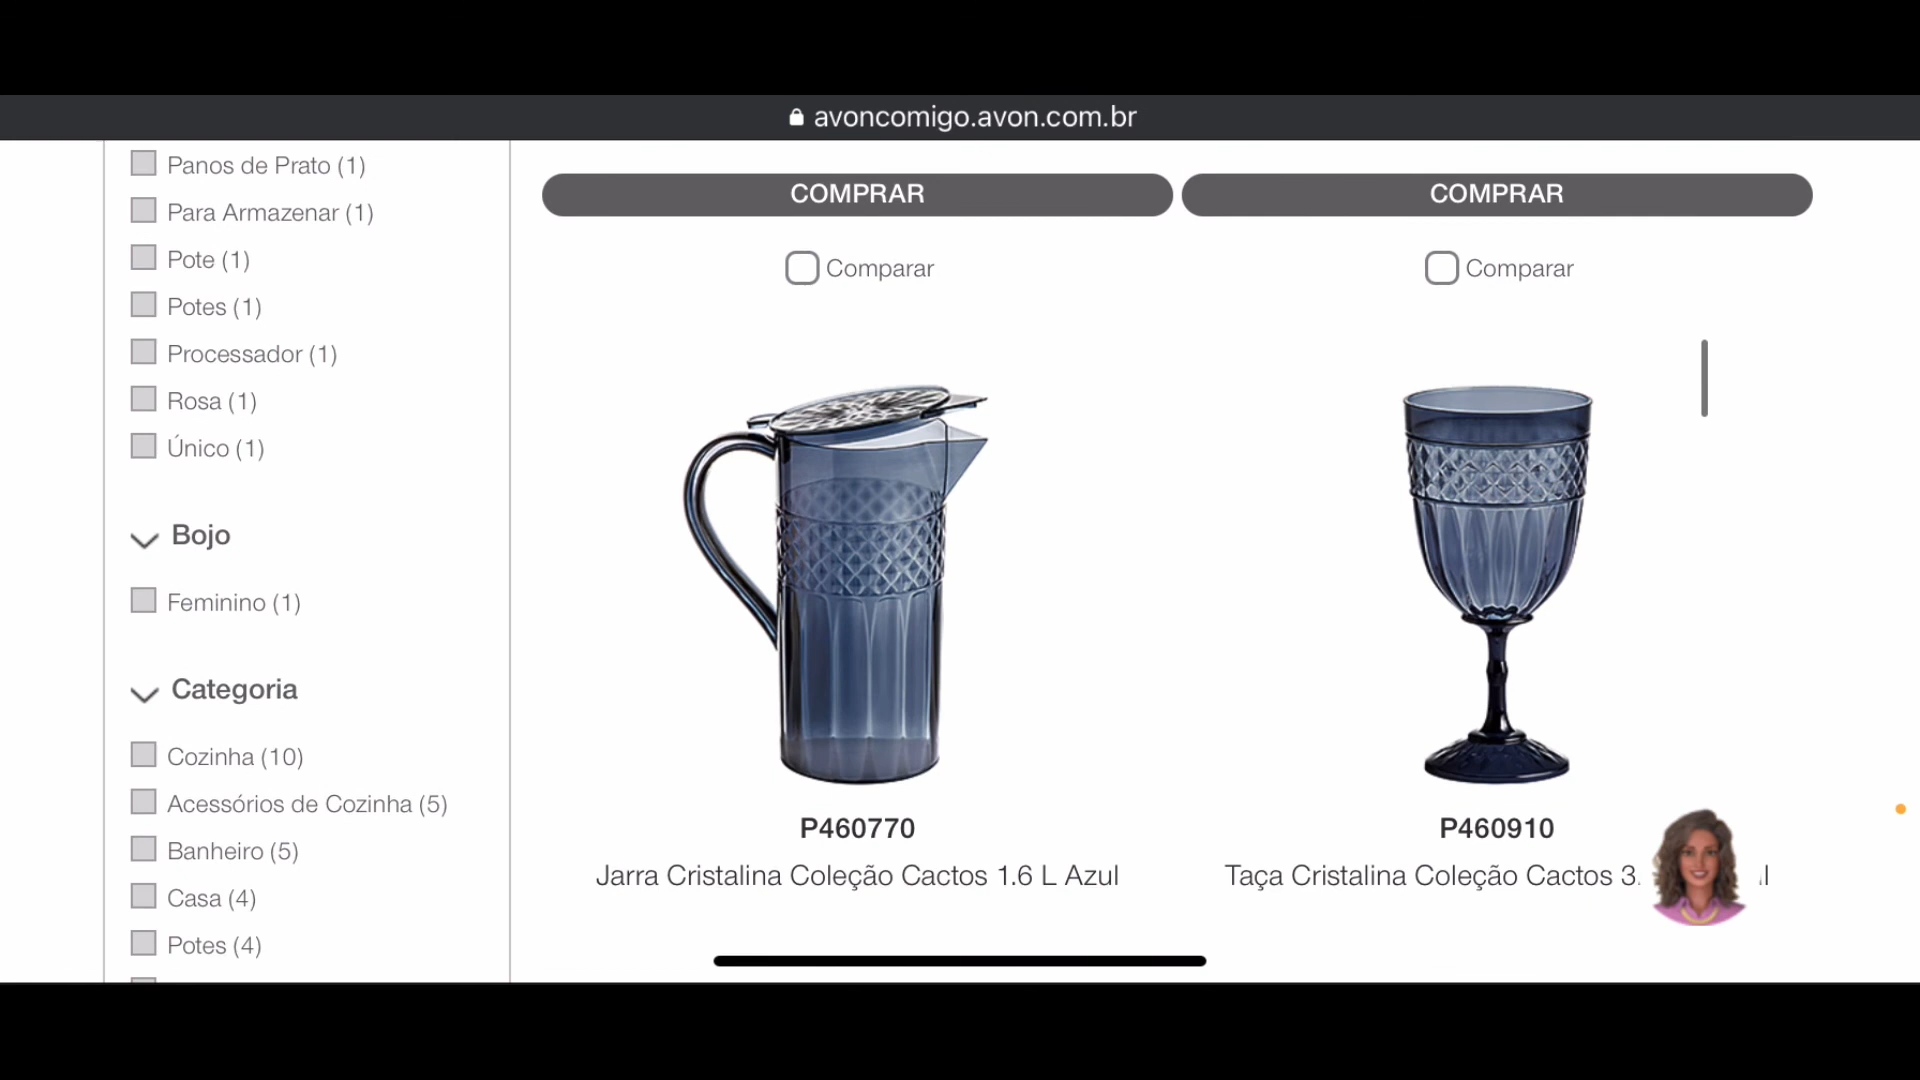 avoncomigo.avon.com.br
Panos de Prato (1)
Para Armazenar (1)
Pote (1)
Potes (1)
Processador (1)
Rosa (1)
Único (1)
Bojo
Feminino (1)
Categoria
Cozinha (10)
Acessórios de Cozinha (5)
Banheiro (5)
Casa (4)
Potes (4)
COMPRAR
COMPRAR
Comparar
Comparar
P460770
Jarra Cristalina Coleção Cactos 1.6 L Azul
P460910
Taça Cristalina Coleção Cactos